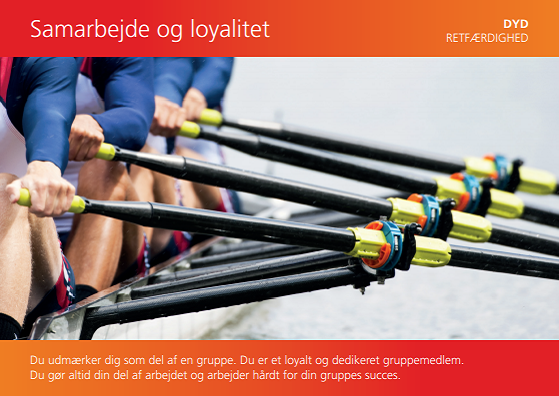 Samarbejde og loyalitet
DYD
RETFÆRDIGHED
Du udmærker dig som del af en gruppe. Du er et loyalt og dedikeret gruppemedlem.
Du gør altid din del af arbejdet og arbejder hårdt for din gruppes succes.